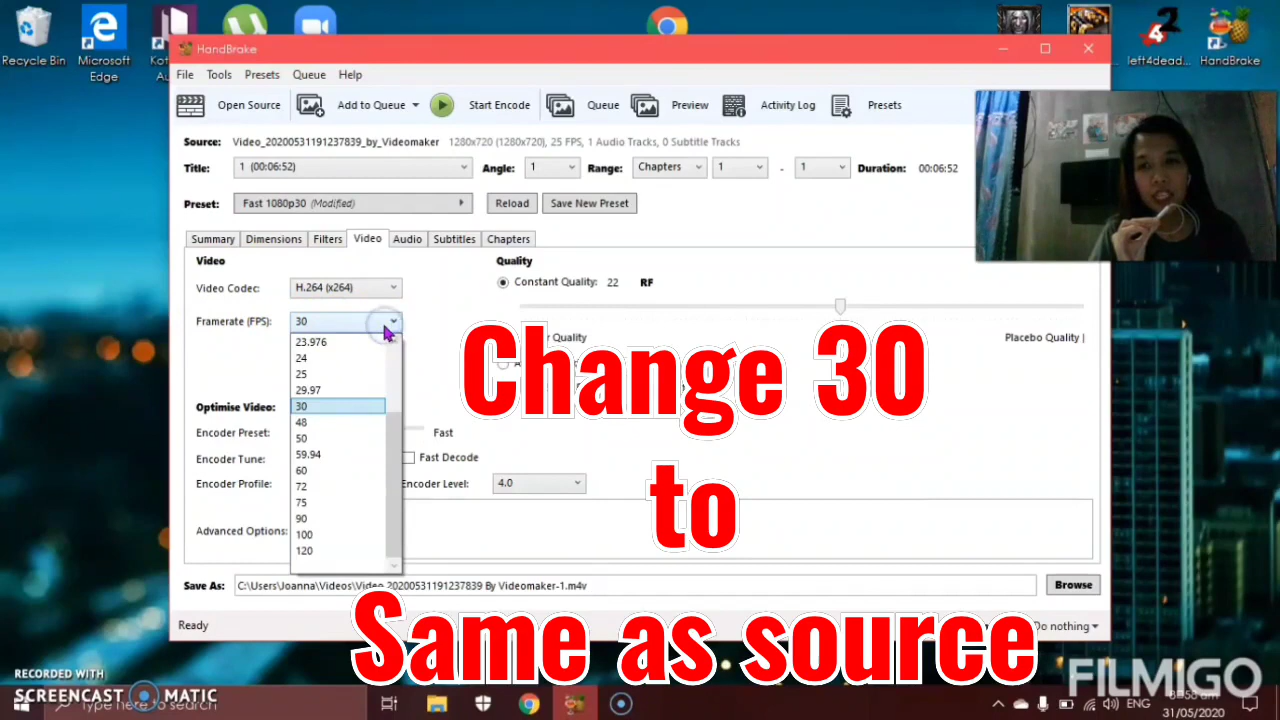 Recycle Bin
Microsoft Edge
left4dead...
HandBrake
HandBrake
File Tools Presets Queue Help
Open Source Add to Queue Start Encode Queue Preview Activity Log Presets
Source: Video_20200531191237839_by_Videomaker 1280x720 (1280x720), 25 FPS, 1 Audio Tracks, 0 Subtitle Tracks
Title: 1 (00:06:52) Angle: 1 Range: Chapters 1 - 1 Duration: 00:06:52
Preset: Fast 1080p30 (Modified) Reload Save New Preset
Summary Dimensions Filters Video Audio Subtitles Chapters
Video Quality
Video Codec: H.264 (x264) Constant Quality: 22 RF
Framerate (FPS): 30
Quality Placebo Quality |
23.976
24
25
29.97
30
48
50
59.94
60
72
75
90
100
120
Optimise Video:
Encoder Preset: Fast
Encoder Tune: Fast Decode
Encoder Profile: Encoder Level: 4.0
Advanced Options:
Change 30
to
Same as source
Save As: C:\Users\Joanna\Videos\Video_20200531191237839 By Videomaker-1.m4v Browse
Ready Do nothing
RECORDED WITH
SCREENCAST MATIC
FILMIGO
Type here to search
ENG
31/05/2020